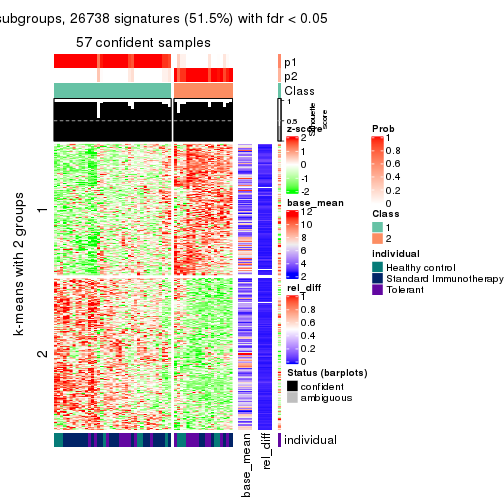 subgroups, 26738 signatures (51.5%) with fdr < 0.05
57 confident samples
p1
p2
Class
1
0.5
0
Silhouette
score
k-means with 2 groups
1
2
z-score
2
1
0
-1
-2
base_mean
12
10
8
6
4
2
rel_diff
1
0.8
0.6
0.4
0.2
0
Status (barplots)
confident
ambiguous
Prob
1
0.8
0.6
0.4
0.2
0
Class
1
2
individual
Healthy control
Standard Immunotherapy
Tolerant
individual
base_mean
rel_diff